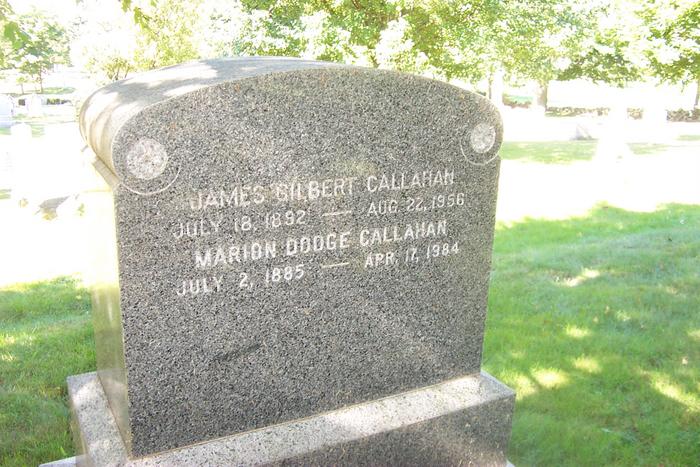 JAMES GILBERT CALLAHAN
JULY 18, 1892 — AUG. 22, 1956
MARION DODGE CALLAHAN
JULY 2, 1885 — APR. 17, 1984